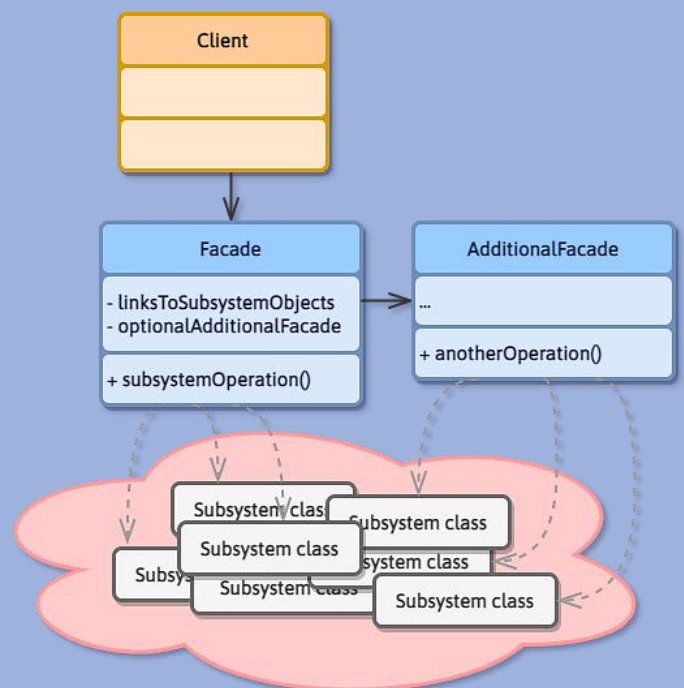 Client
Facade
- linksToSubsystemObjects
- optionalAdditionalFacade
+ subsystemOperation()
AdditionalFacade
...
+ anotherOperation()
Subsystem
Subsystem class
Subsystem class
class
Subsystem class
Subsystem class